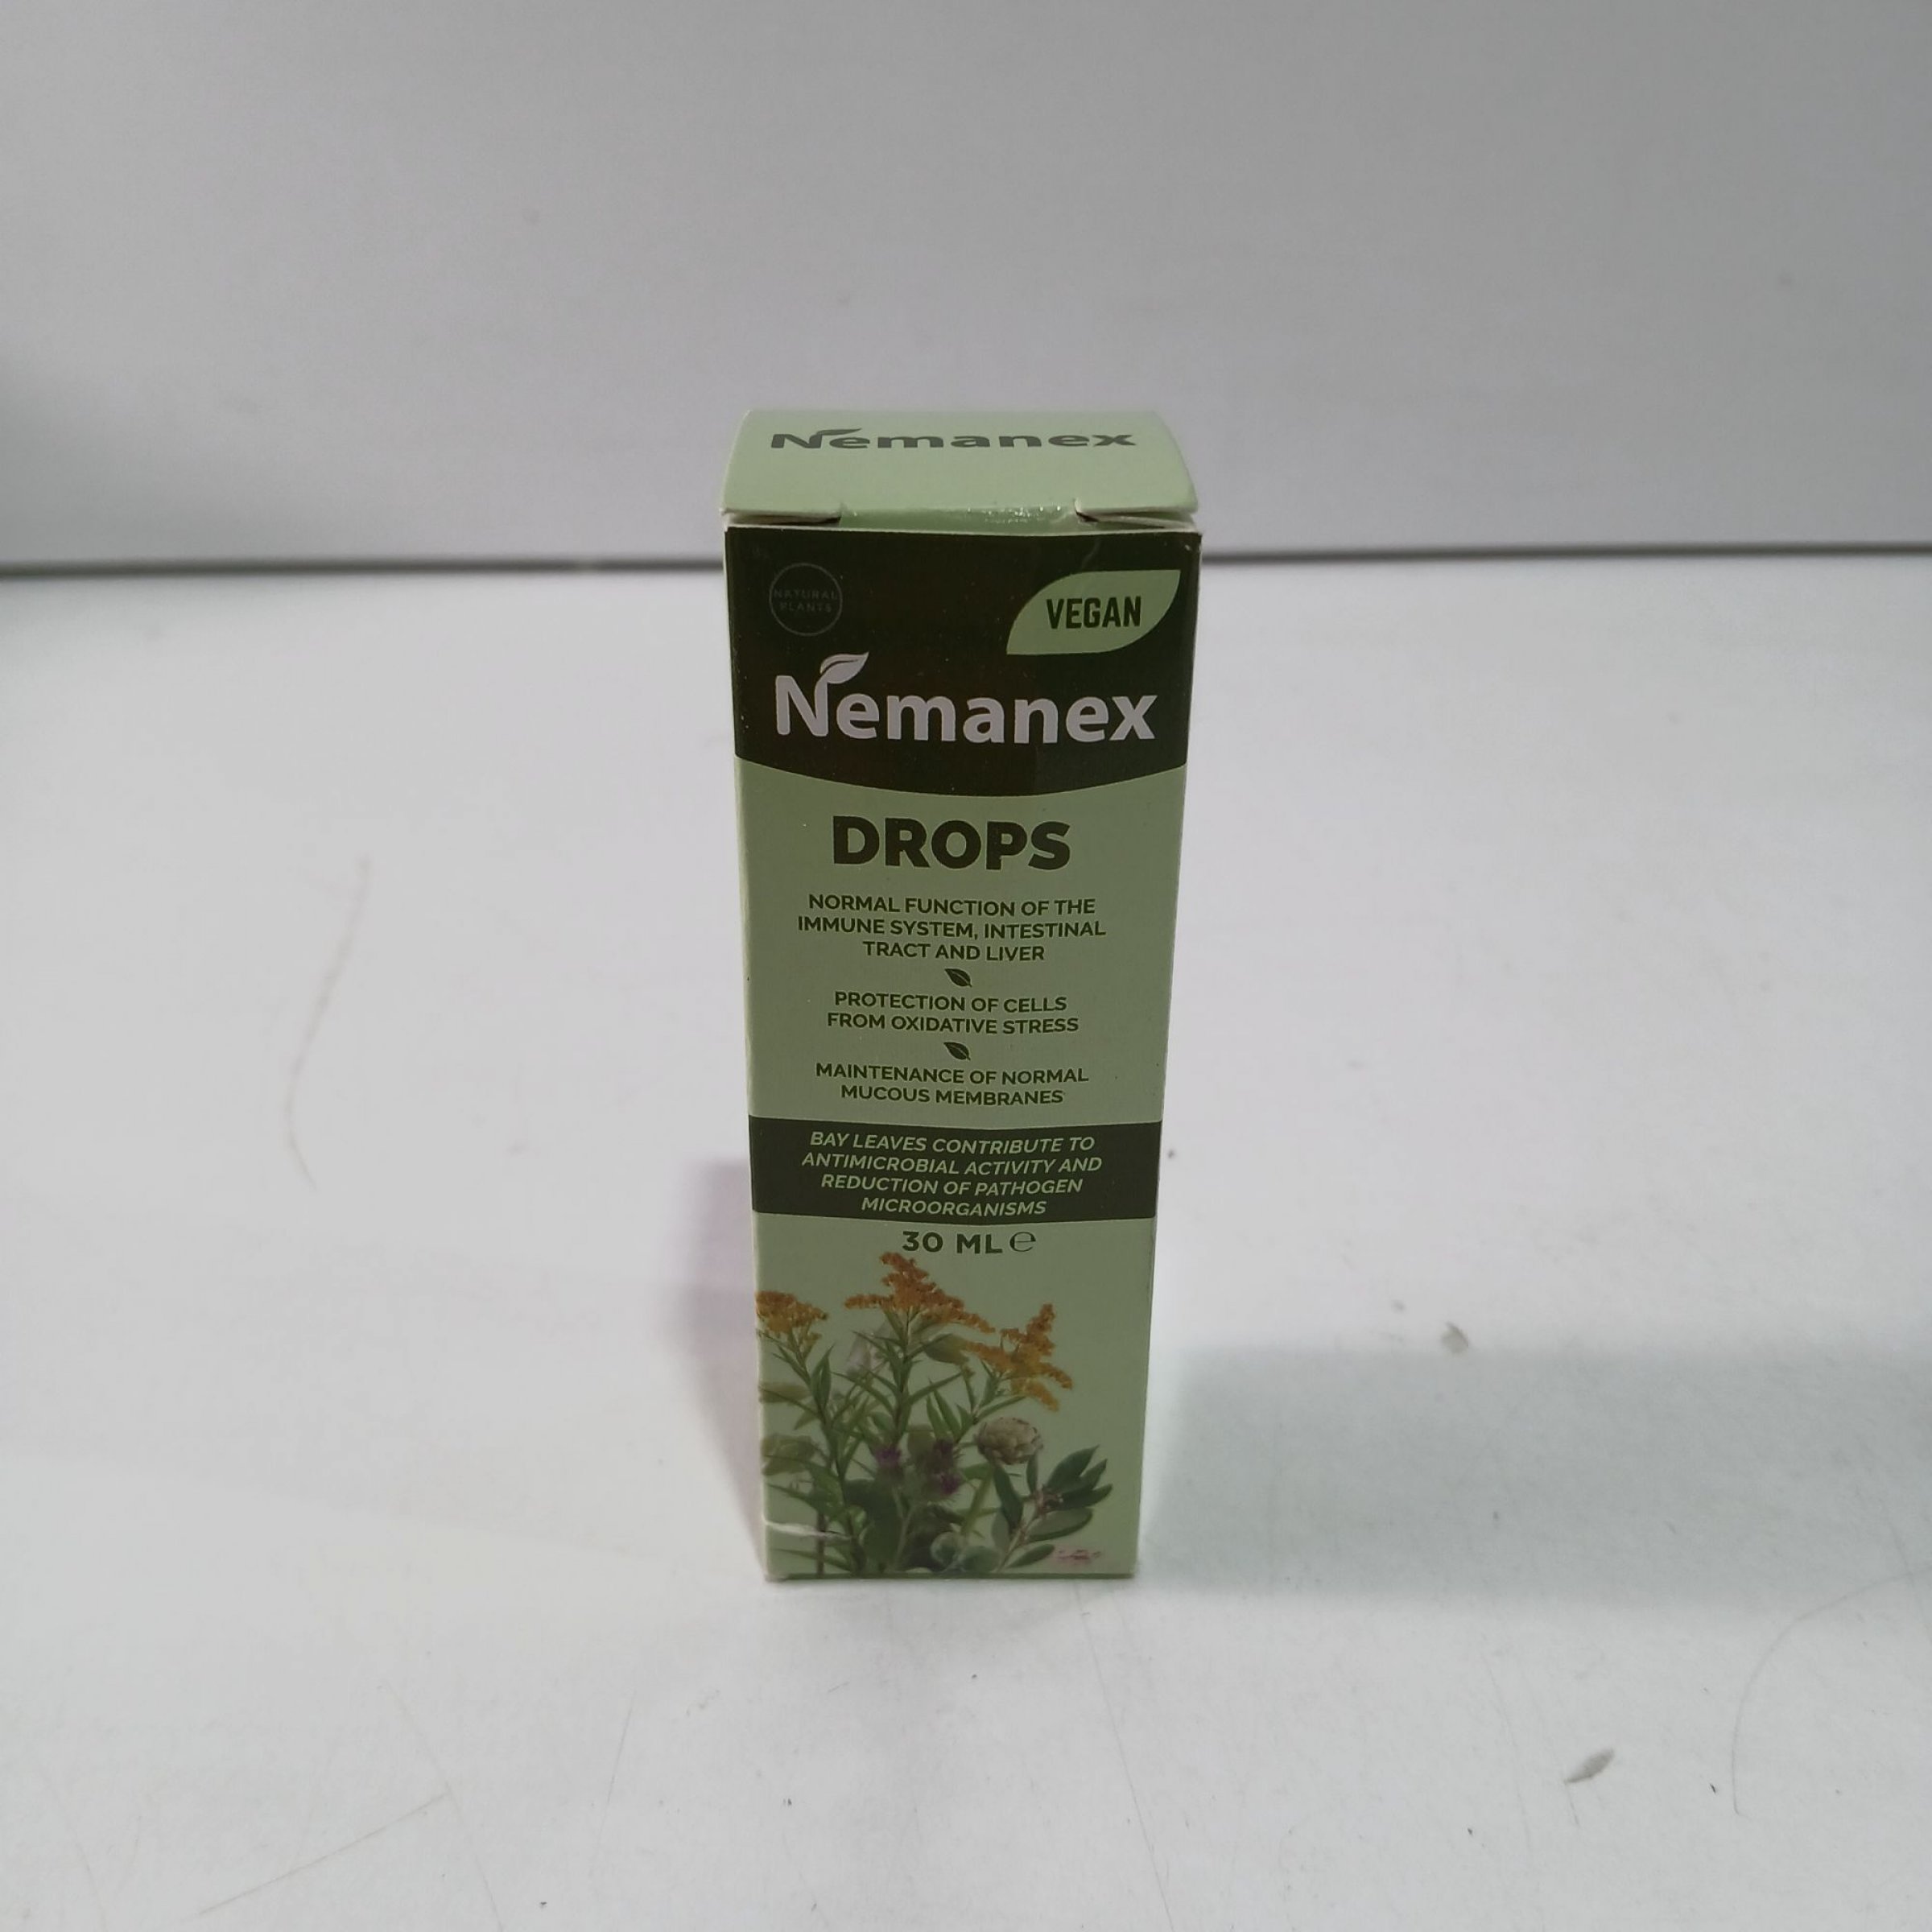 Nemanex
NATURAL
PLANTS
VEGAN
Nemanex
DROPS
NORMAL FUNCTION OF THE
IMMUNE SYSTEM, INTESTINAL
TRACT AND LIVER
PROTECTION OF CELLS
FROM OXIDATIVE STRESS
MAINTENANCE OF NORMAL
MUCOUS MEMBRANES
BAY LEAVES CONTRIBUTE TO
ANTIMICROBIAL ACTIVITY AND
REDUCTION OF PATHOGEN
MICROORGANISMS
30 ML ℮